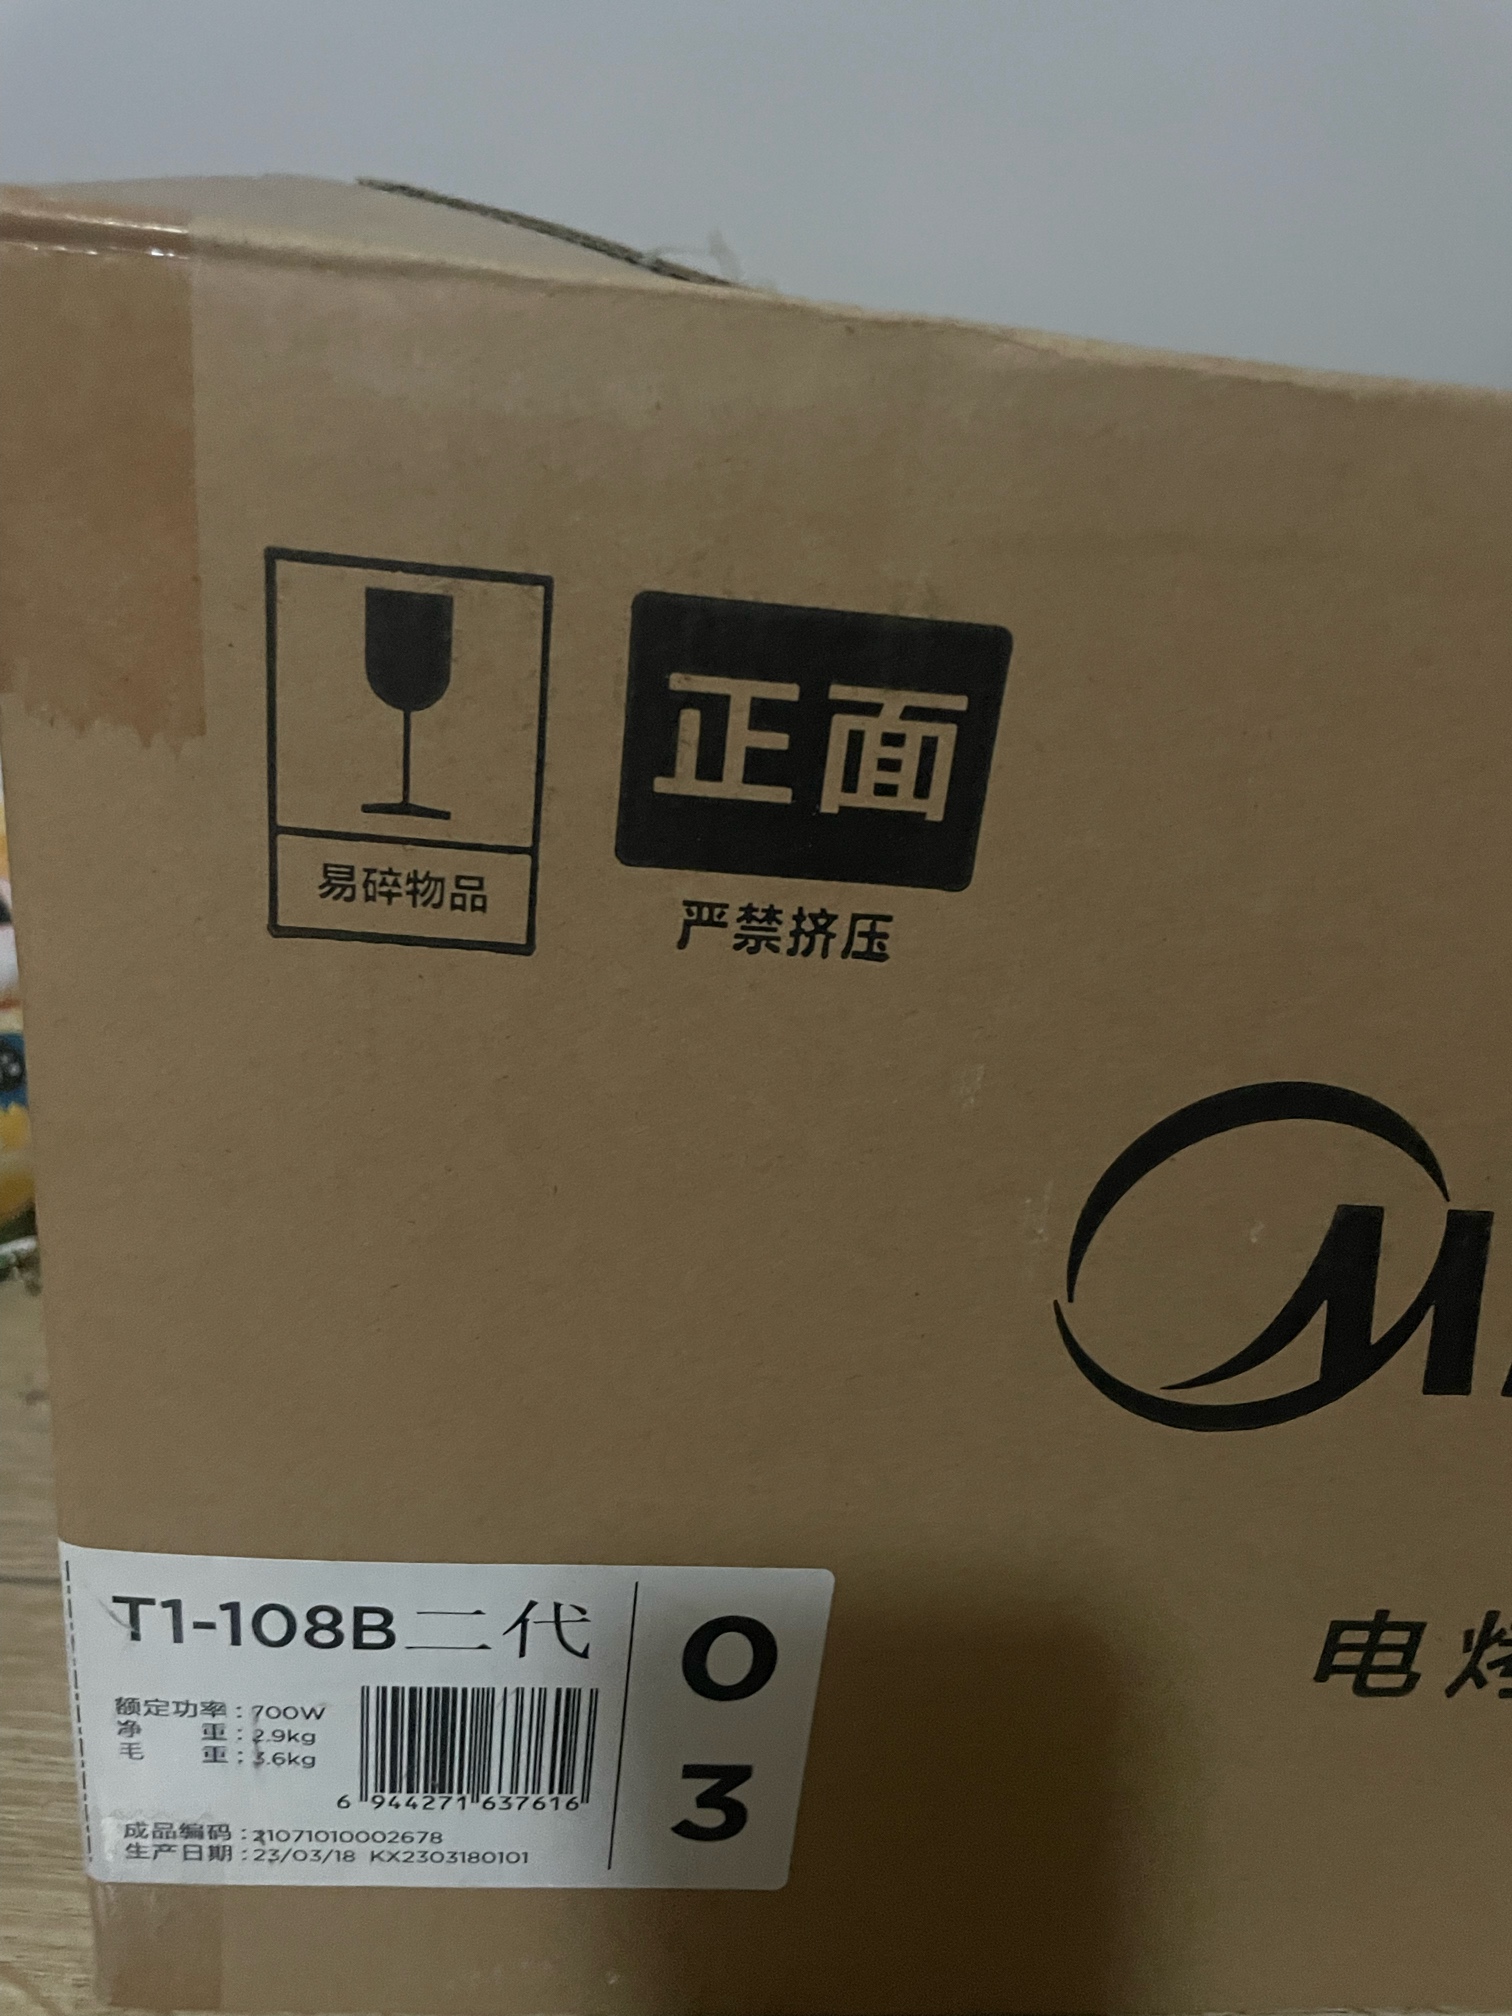 正面
易碎物品
严禁挤压
电
T1-108B二代
额定功率：700W
净 重：2.9kg
毛 重：3.6kg
6 944271 637616
成品编码：21071010002678
生产日期：23/03/18 KX2303180101
0
3